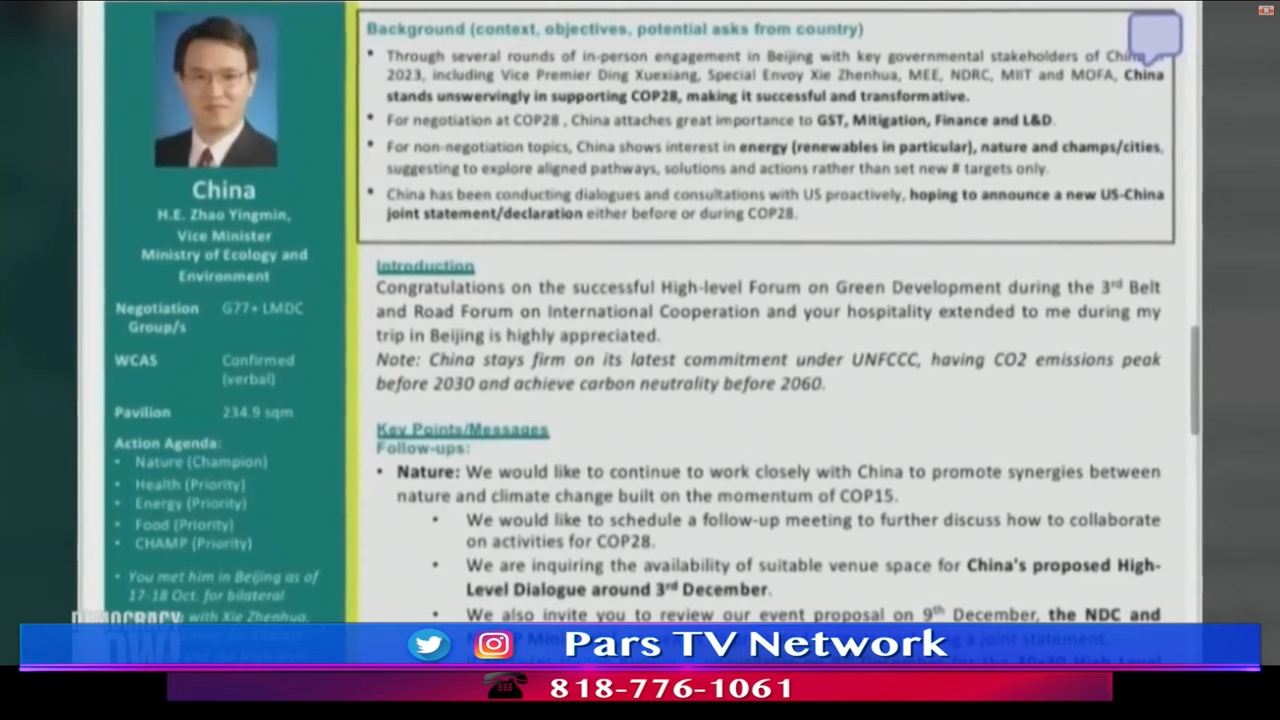 China
H.E. Zhao Yingmin,
Vice Minister
Ministry of Ecology and
Environment
Negotiation G77+ LMDC
Group/s
WCAS Confirmed
(verbal)
Pavilion 234.9 sqm
Action Agenda:
• Nature (Champion)
• Health (Priority)
• Energy (Priority)
• Food (Priority)
• CHAMP (Priority)
• You met him in Beijing as of
17-18 Oct. for bilateral
with Xie Zhenhua,
Background (context, objectives, potential asks from country)
• Through several rounds of in-person engagement in Beijing with key governmental stakeholders of China in
2023, including Vice Premier Ding Xuexiang, Special Envoy Xie Zhenhua, MEE, NDRC, MIIT and MOFA, China
stands unswervingly in supporting COP28, making it successful and transformative.
• For negotiation at COP28 , China attaches great importance to GST, Mitigation, Finance and L&D.
• For non-negotiation topics, China shows interest in energy (renewables in particular), nature and champs/cities,
suggesting to explore aligned pathways, solutions and actions rather than set new # targets only.
• China has been conducting dialogues and consultations with US proactively, hoping to announce a new US-China
joint statement/declaration either before or during COP28.
Introduction
Congratulations on the successful High-level Forum on Green Development during the 3rd Belt
and Road Forum on International Cooperation and your hospitality extended to me during my
trip in Beijing is highly appreciated.
Note: China stays firm on its latest commitment under UNFCCC, having CO2 emissions peak
before 2030 and achieve carbon neutrality before 2060.
Key Points/Messages
Follow-ups:
• Nature: We would like to continue to work closely with China to promote synergies between
nature and climate change built on the momentum of COP15.
• We would like to schedule a follow-up meeting to further discuss how to collaborate
on activities for COP28.
• We are inquiring the availability of suitable venue space for China's proposed High-
Level Dialogue around 3rd December.
• We also invite you to review our event proposal on 9th December, the NDC and
a joint statement.
DEMOCRACY
Pars TV Network
818-776-1061